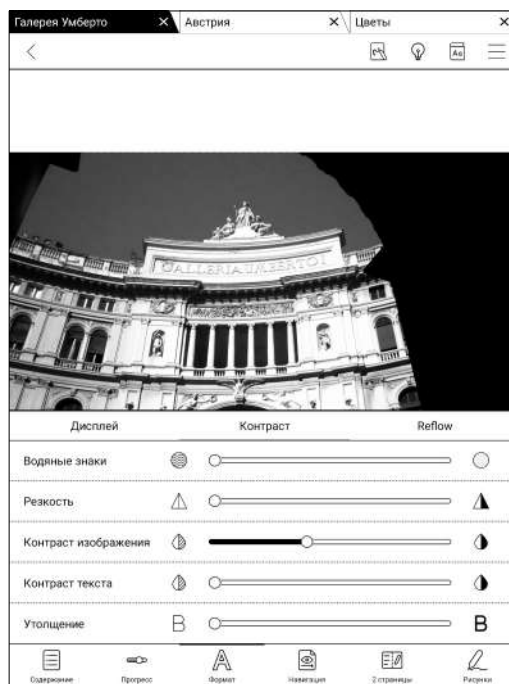 Галерея Умберто
Австрия
Цветы
Aa
GALLERIA UMBERTO I
Дисплей
Контраст
Reflow
Водяные знаки
Резкость
Контраст изображения
Контраст текста
Утолщение
B
B
Содержание
Прогресс
Формат
Навигация
2 страницы
Рисунки